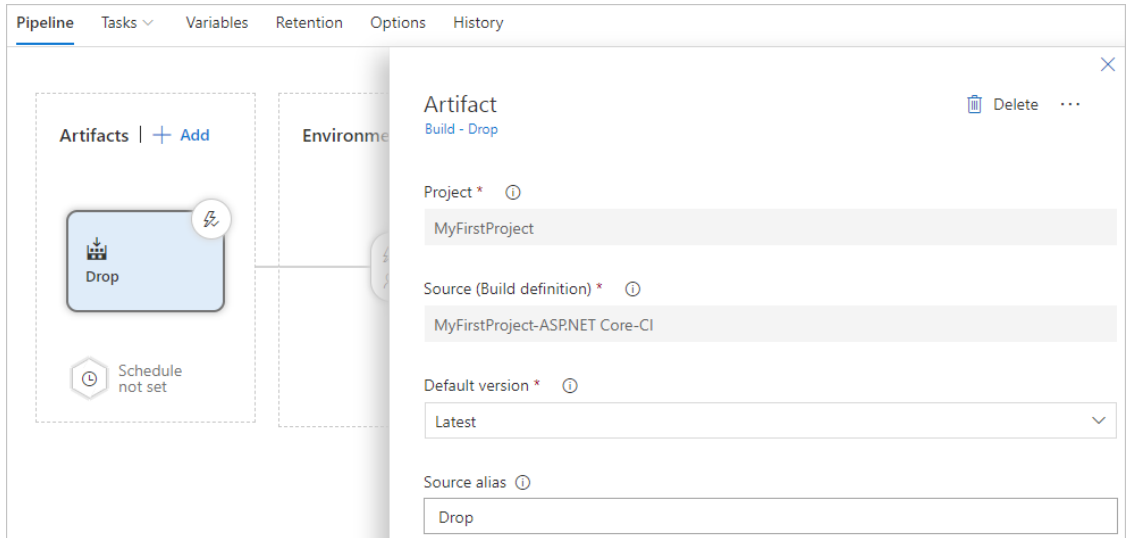 Pipeline Tasks Variables Retention Options History
Artifacts | + Add
Drop
Schedule
not set
Environme
Artifact
Delete ...
Build - Drop
Project *
MyFirstProject
Source (Build definition) *
MyFirstProject-ASP.NET Core-CI
Default version *
Latest
Source alias
Drop